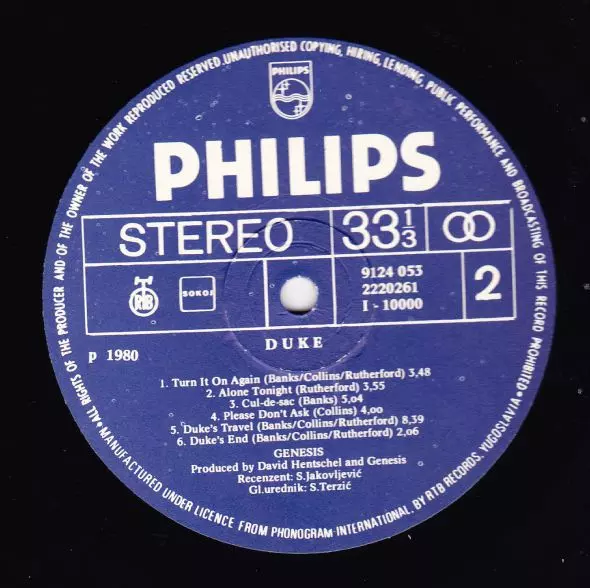 ALL RIGHTS OF THE PRODUCER AND OF THE OWNER OF THE WORK REPRODUCED RESERVED. UNAUTHORISED COPYING, HIRING, LENDING, PUBLIC PERFORMANCE AND BROADCASTING OF THIS RECORD PROHIBITED
PHILIPS
PHILIPS
STEREO
33 1/3
RTB
SOKOJ
9124 053
2220261
I - 10000
2
DUKE
p 1980
1. Turn It On Again (Banks/Collins/Rutherford) 3,48
2. Alone Tonight (Rutherford) 3,55
3. Cul-de-sac (Banks) 5,04
4. Please Don't Ask (Collins) 4,00
5. Duke's Travel (Banks/Collins/Rutherford) 8,39
6. Duke's End (Banks/Collins/Rutherford) 2,06
GENESIS
Produced by David Hentschel and Genesis
Recenzent: S.Jakovljević
Gl.urednik: S.Terzić
• MANUFACTURED UNDER LICENCE FROM PHONOGRAM-INTERNATIONAL, BY RTB RECORDS. YUGOSLAVIA •